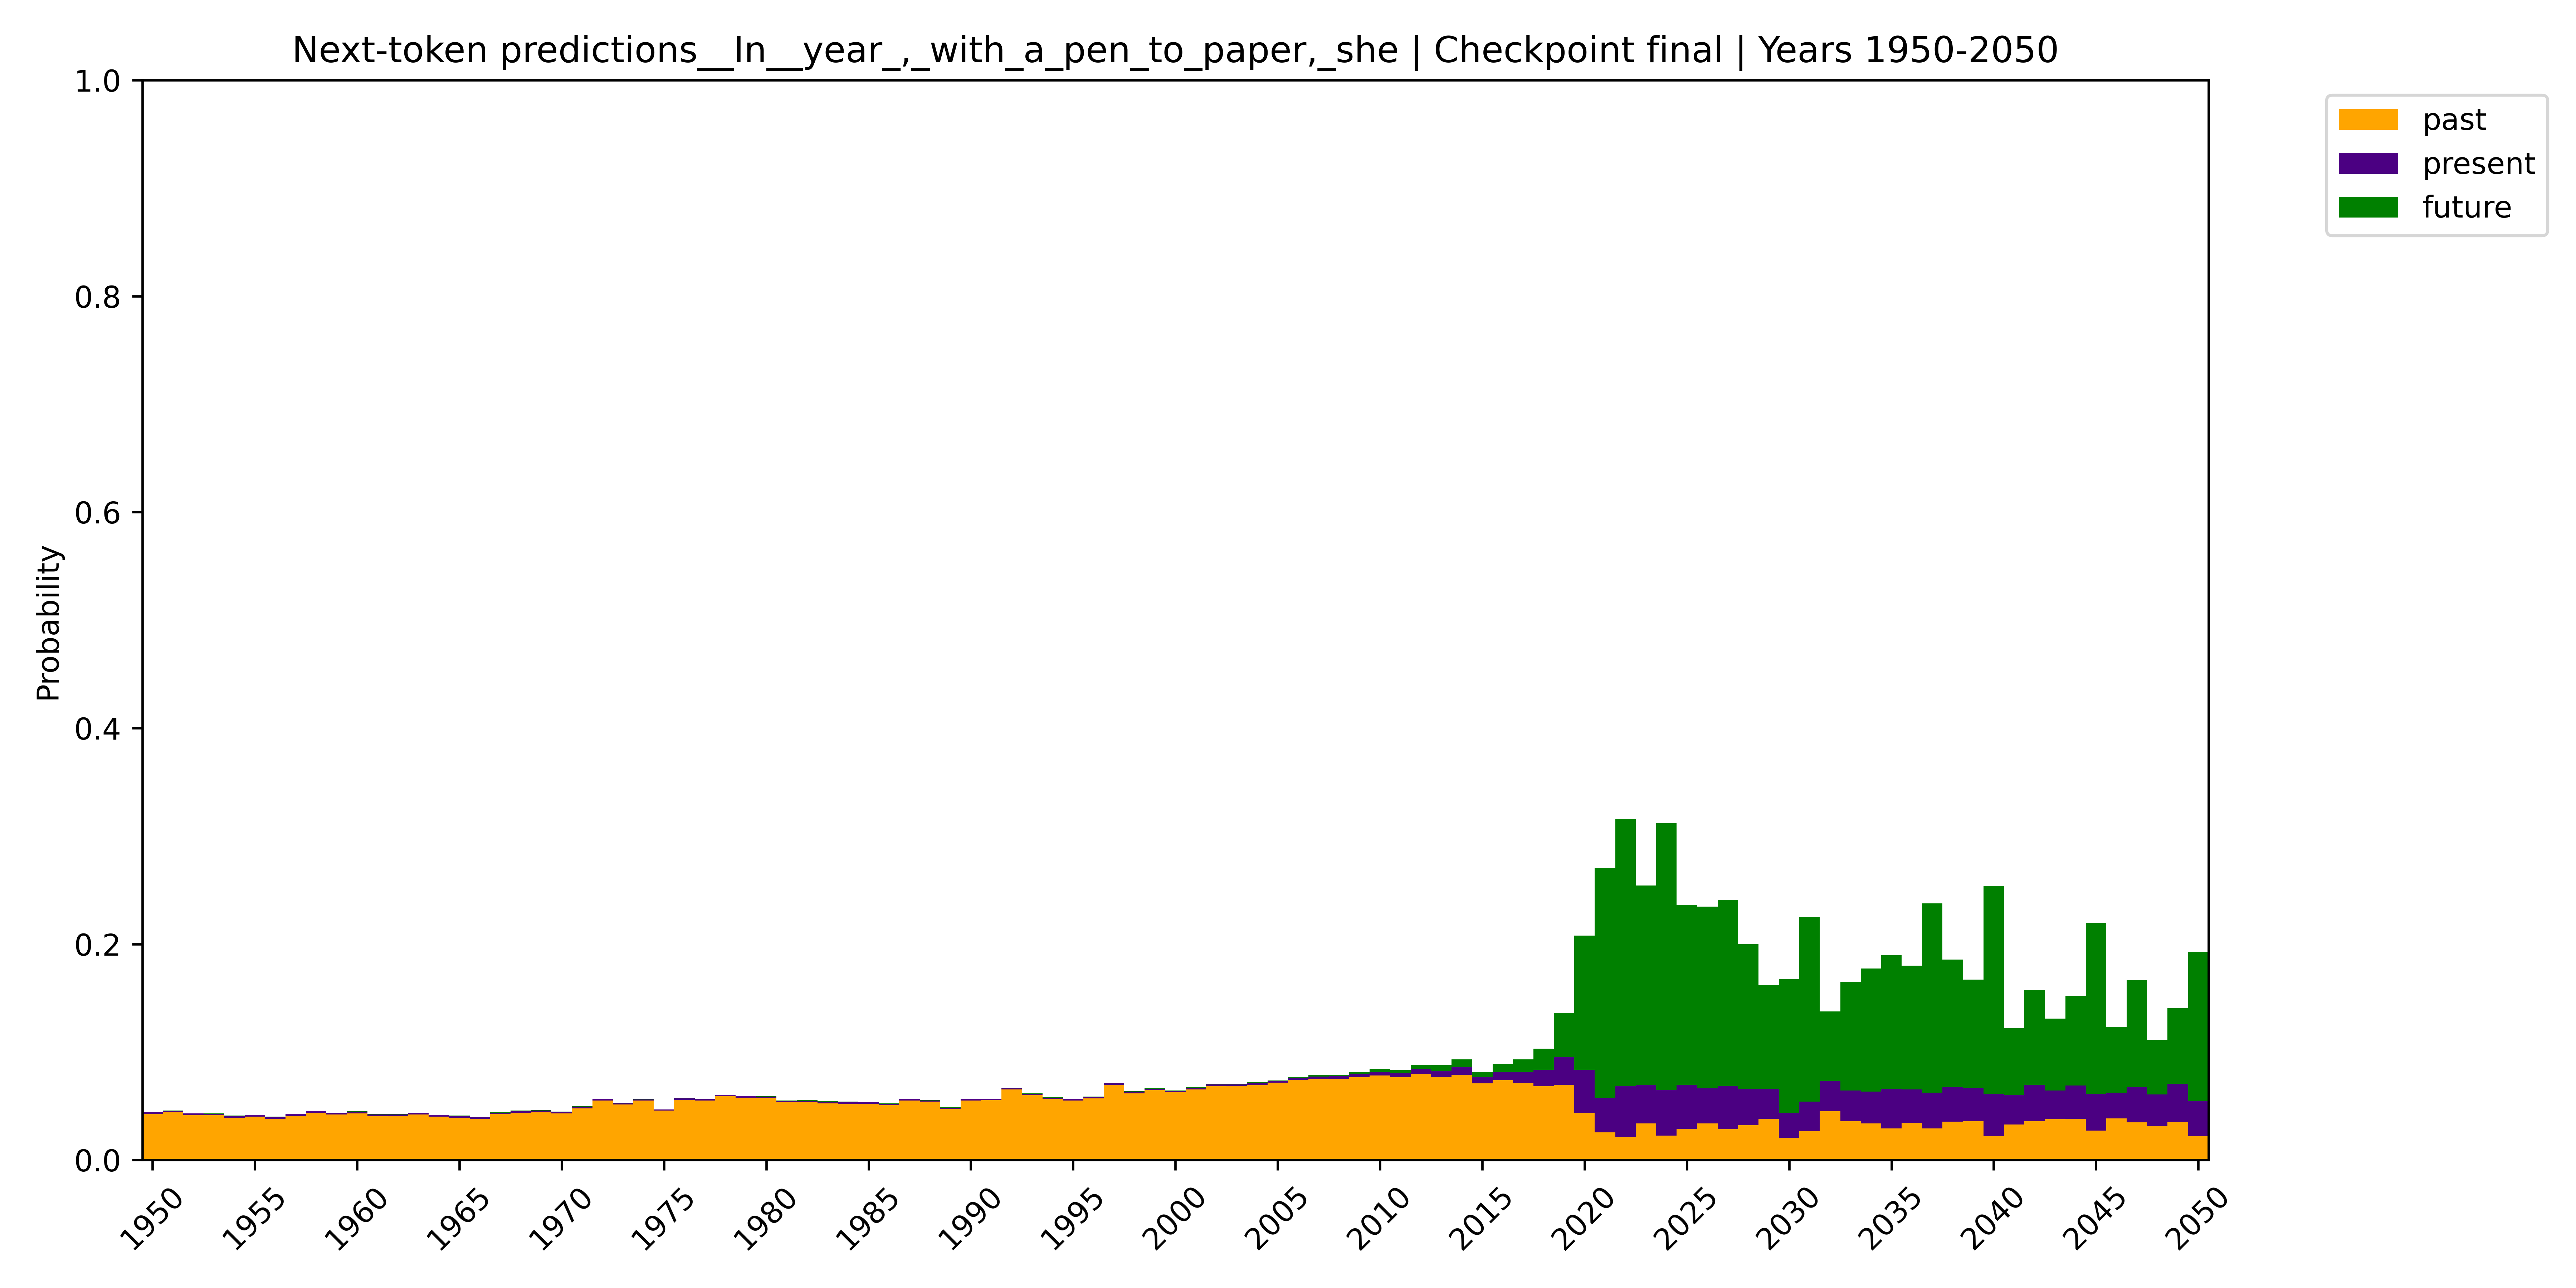 Next-token predictions__In__year_,_with_a_pen_to_paper,_she | Checkpoint final | Years 1950-2050
1.0
0.8
0.6
0.4
0.2
0.0
Probability
1950 1955 1960 1965 1970 1975 1980 1985 1990 1995 2000 2005 2010 2015 2020 2025 2030 2035 2040 2045 2050
past
present
future